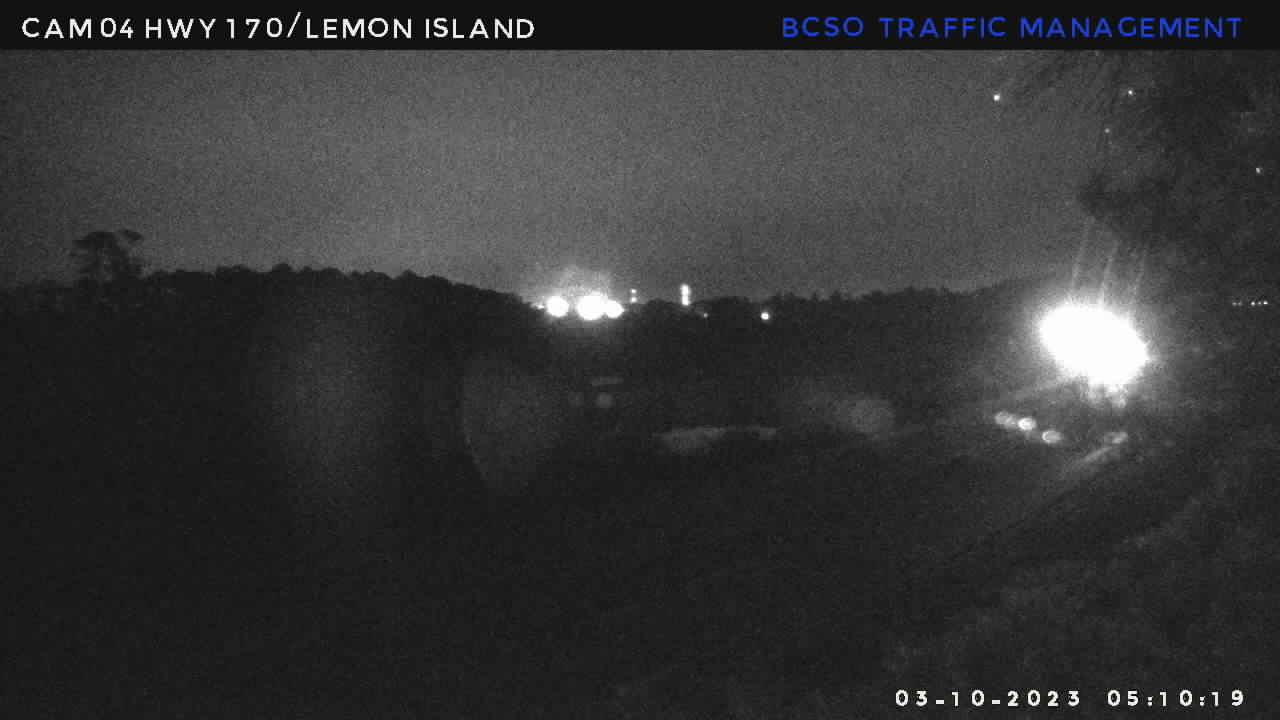 CAM04 HWY 170/LEMON ISLAND
BCSO TRAFFIC MANAGEMENT
03-10-2023 05:10:19